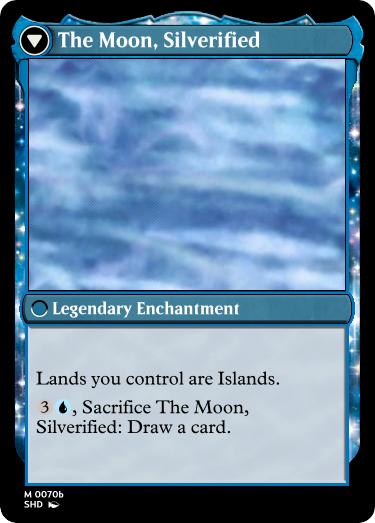 The Moon, Silverified
Legendary Enchantment
Lands you control are Islands.
3, Sacrifice The Moon,
Silverified: Draw a card.
M 0070b
SHD